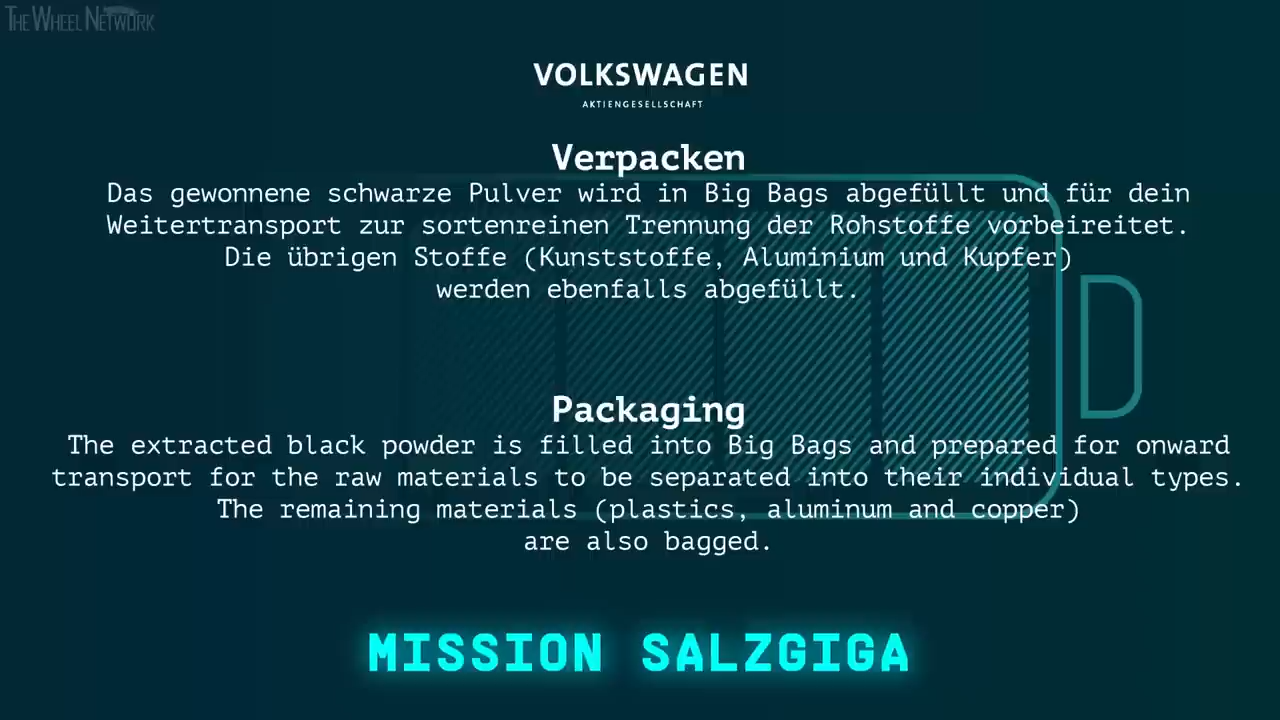 THE WHEEL NETWORK
VOLKSWAGEN
AKTIENGESELLSCHAFT
Verpacken
Das gewonnene schwarze Pulver wird in Big Bags abgefüllt und für dein
Weitertransport zur sortenreinen Trennung der Rohstoffe vorbeireitet.
Die übrigen Stoffe (Kunststoffe, Aluminium und Kupfer)
werden ebenfalls abgefüllt.
Packaging
The extracted black powder is filled into Big Bags and prepared for onward
transport for the raw materials to be separated into their individual types.
The remaining materials (plastics, aluminum and copper)
are also bagged.
MISSION SALZGIGA